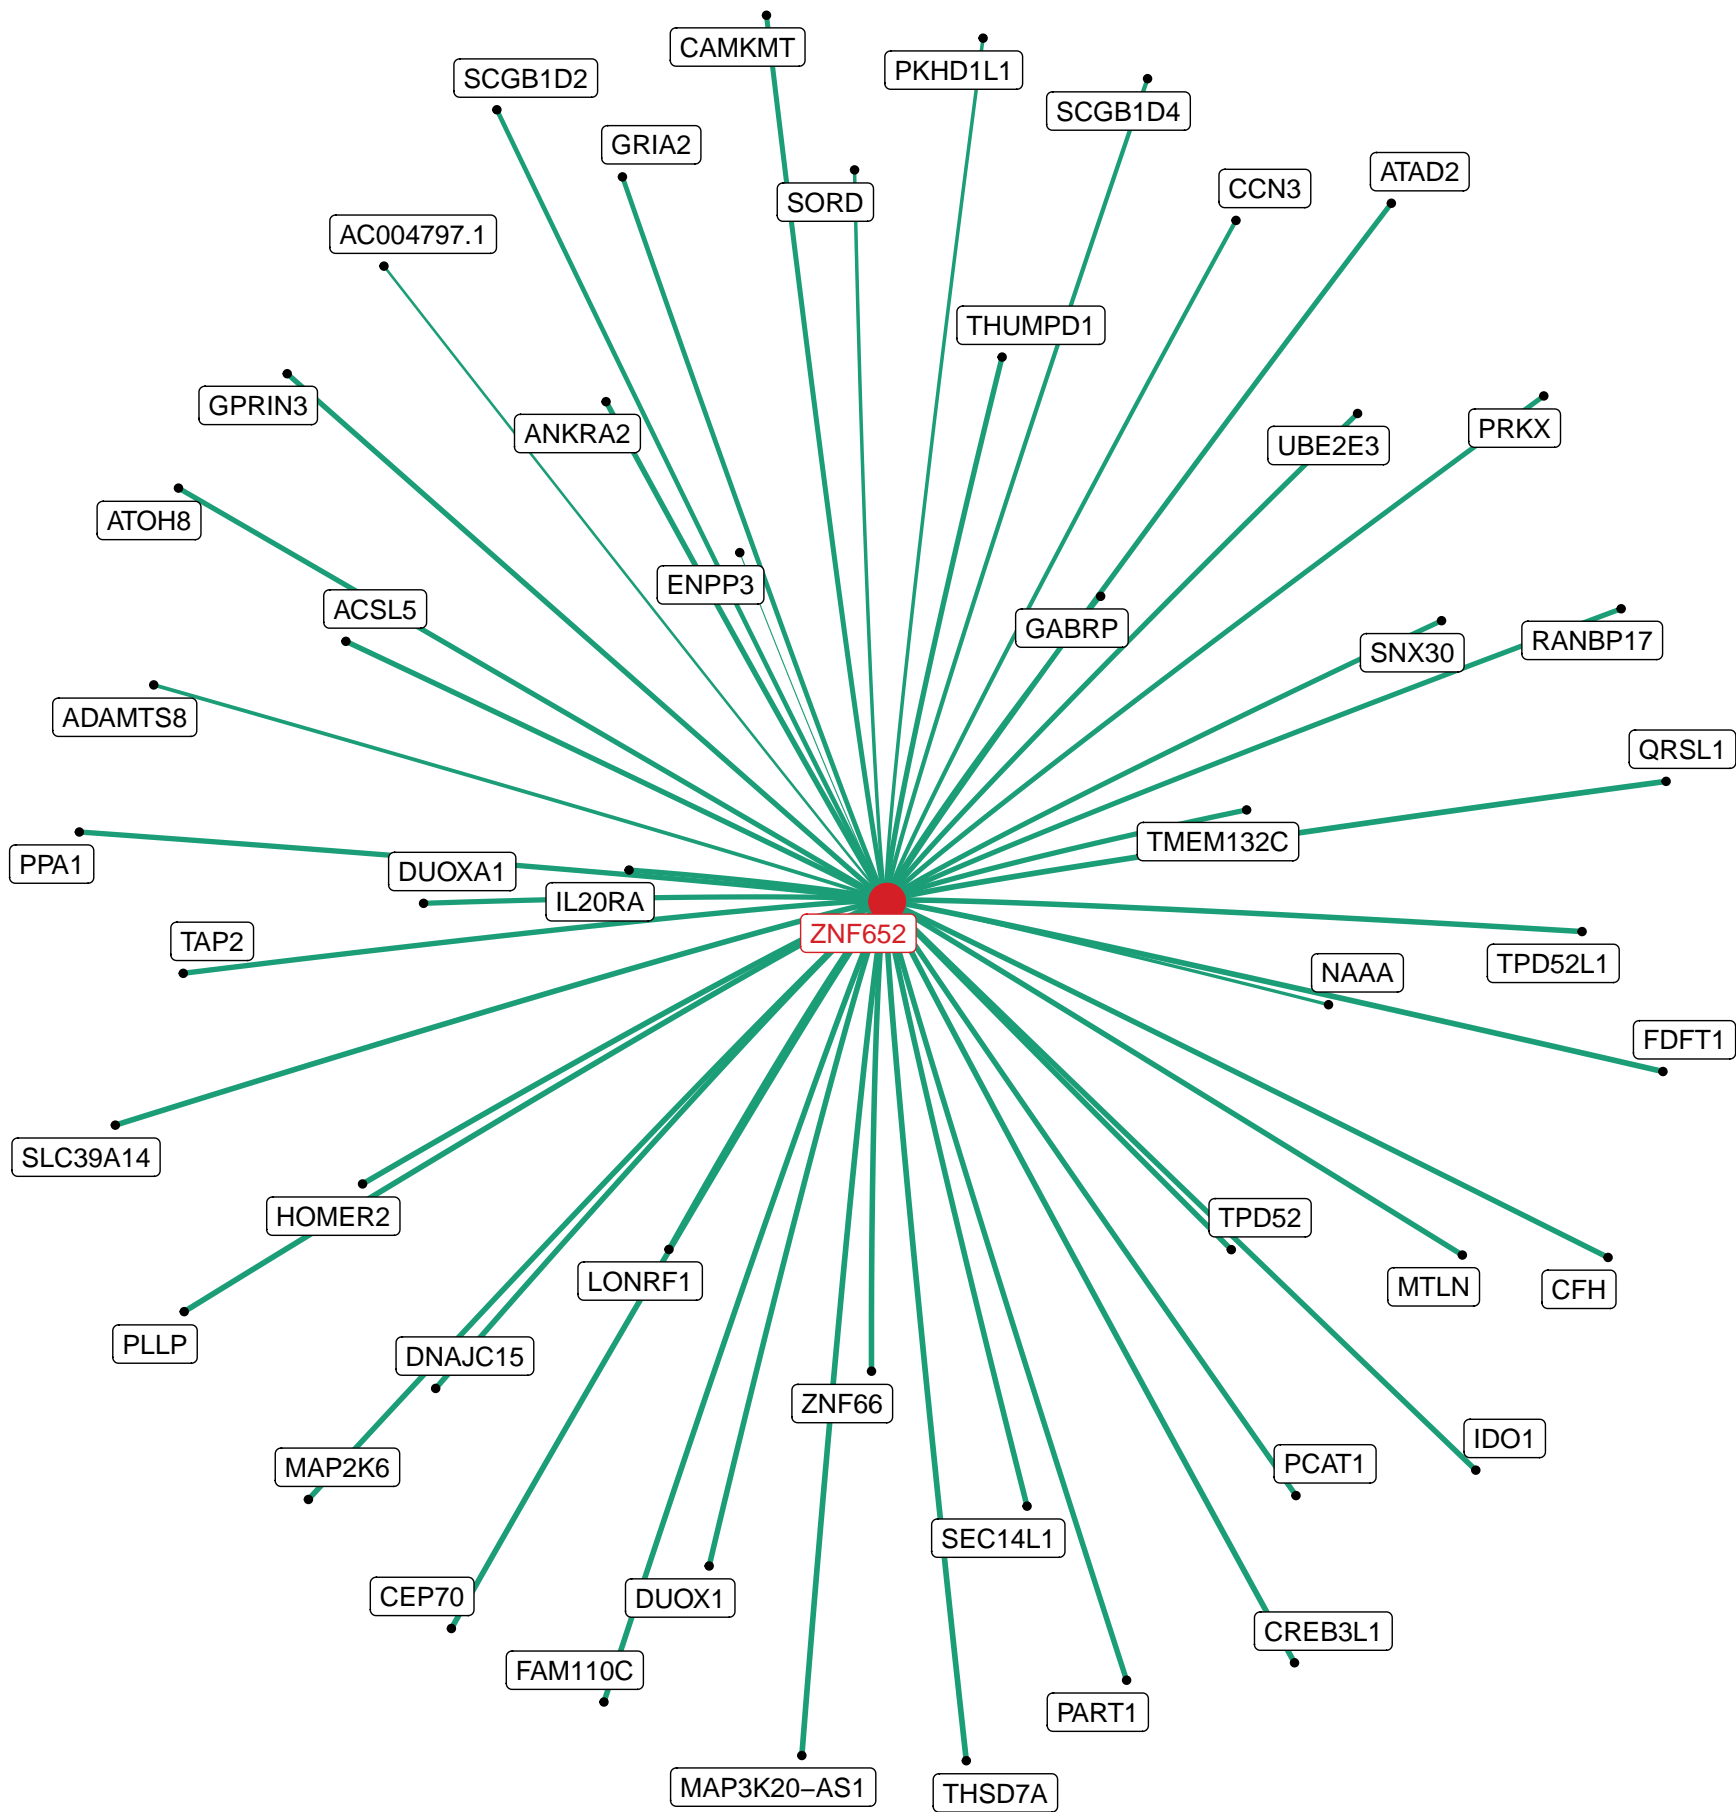 CAMKMT
PKHD1L1
SCGB1D2
SCGB1D4
GRIA2
ATAD2
CCN3
SORD
AC004797.1
THUMPD1
GPRIN3
PRKX
ANKRA2
UBE2E3
ATOH8
ENPP3
ACSL5
GABRP
RANBP17
SNX30
ADAMTS8
QRSL1
TMEM132C
PPA1
DUOXA1
IL20RA
ZNF652
TAP2
TPD52L1
NAAA
FDFT1
SLC39A14
HOMER2
TPD52
LONRF1
MTLN
CFH
PLLP
DNAJC15
ZNF66
IDO1
PCAT1
MAP2K6
SEC14L1
CEP70
DUOX1
CREB3L1
FAM110C
PART1
MAP3K20−AS1
THSD7A